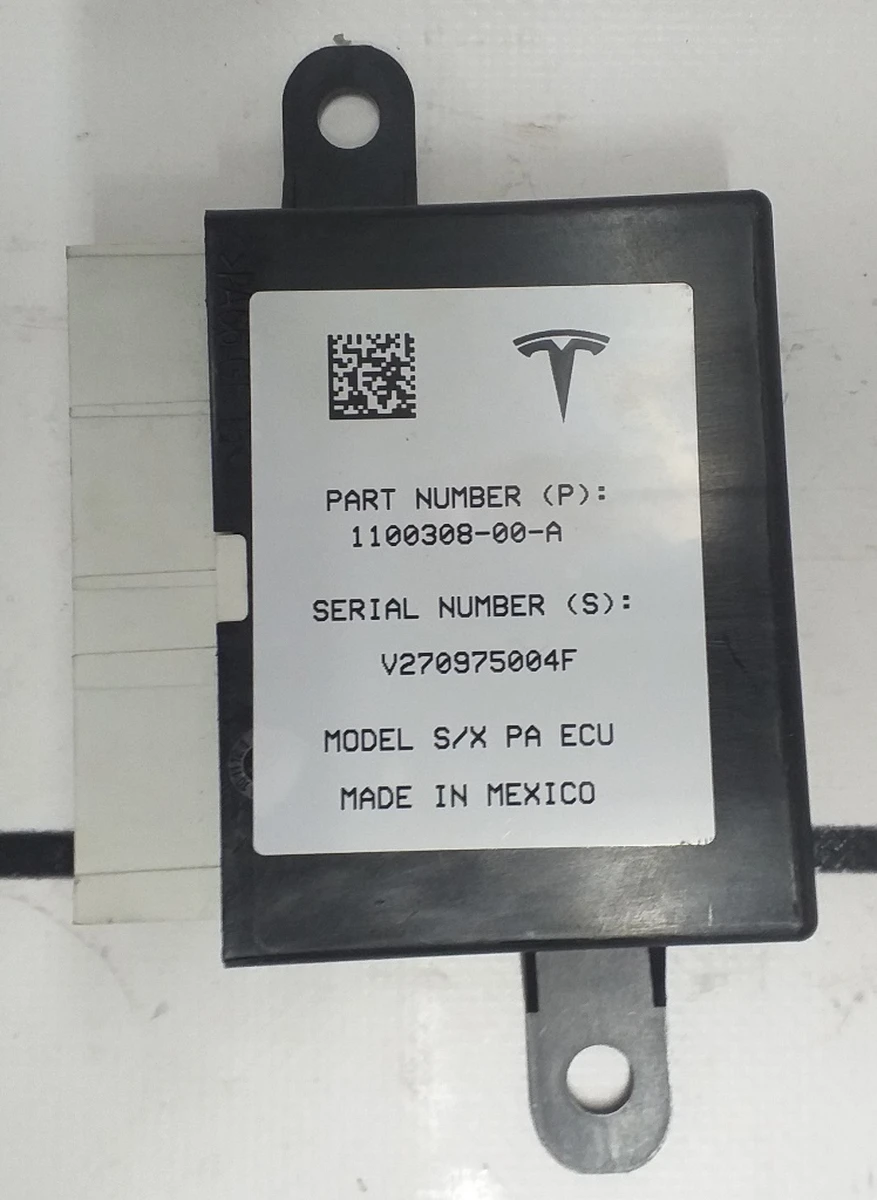 PART NUMBER (P):
1100308-00-A
SERIAL NUMBER (S):
V270975004F
MODEL S/X PA ECU
MADE IN MEXICO